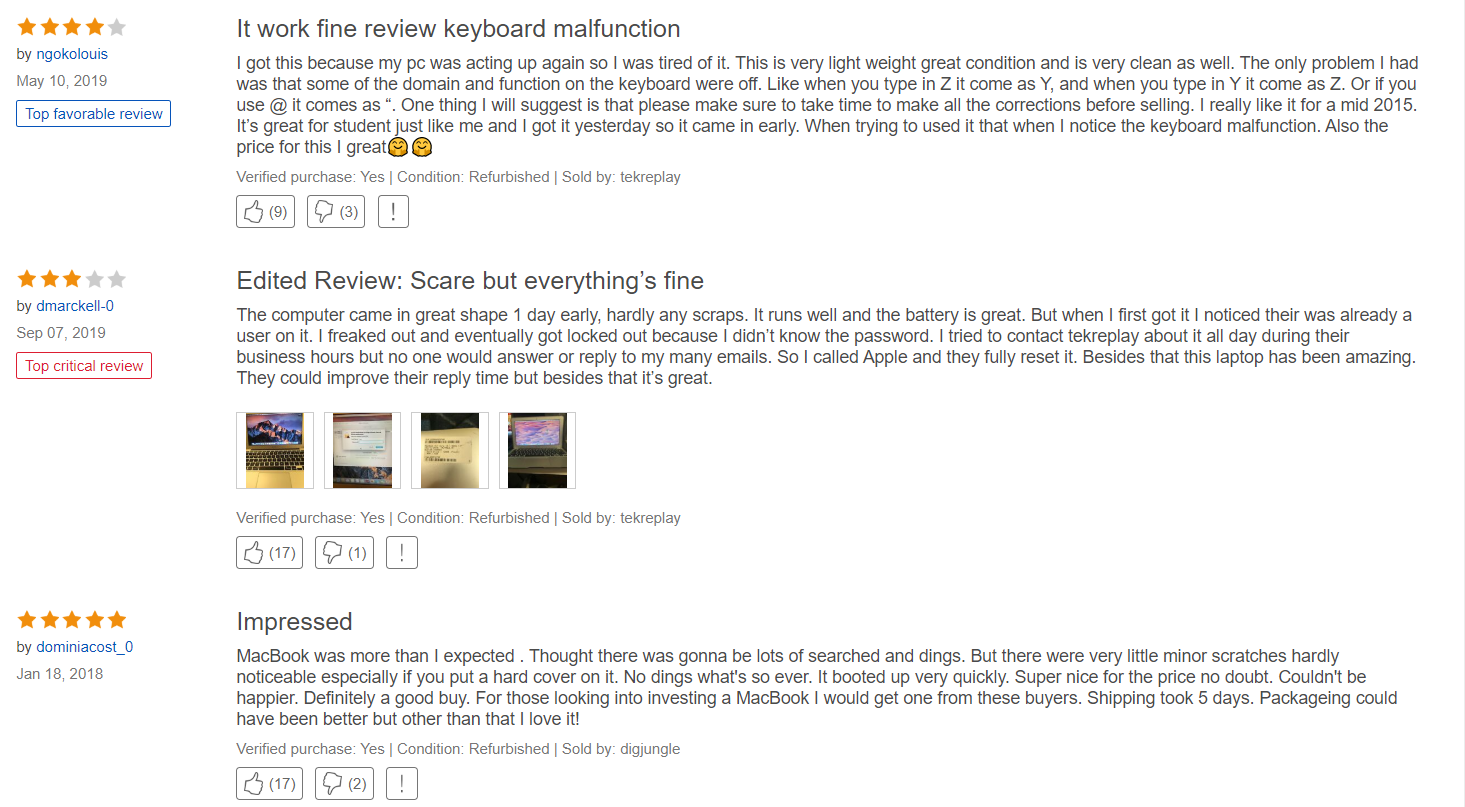 It work fine review keyboard malfunction
by ngokolouis
May 10, 2019
Top favorable review
I got this because my pc was acting up again so I was tired of it. This is very light weight great condition and is very clean as well. The only problem I had
was that some of the domain and function on the keyboard were off. Like when you type in Z it come as Y, and when you type in Y it come as Z. Or if you
use @ it comes as “. One thing I will suggest is that please make sure to take time to make all the corrections before selling. I really like it for a mid 2015.
It’s great for student just like me and I got it yesterday so it came in early. When trying to used it that when I notice the keyboard malfunction. Also the
price for this I great🤗🤗
Verified purchase: Yes | Condition: Refurbished | Sold by: tekreplay
(9) (3) !
Edited Review: Scare but everything’s fine
by dmarckell-0
Sep 07, 2019
Top critical review
The computer came in great shape 1 day early, hardly any scraps. It runs well and the battery is great. But when I first got it I noticed their was already a
user on it. I freaked out and eventually got locked out because I didn’t know the password. I tried to contact tekreplay about it all day during their
business hours but no one would answer or reply to my many emails. So I called Apple and they fully reset it. Besides that this laptop has been amazing.
They could improve their reply time but besides that it’s great.
Verified purchase: Yes | Condition: Refurbished | Sold by: tekreplay
(17) (1) !
Impressed
by dominiacost_0
Jan 18, 2018
MacBook was more than I expected . Thought there was gonna be lots of searched and dings. But there were very little minor scratches hardly
noticeable especially if you put a hard cover on it. No dings what's so ever. It booted up very quickly. Super nice for the price no doubt. Couldn't be
happier. Definitely a good buy. For those looking into investing a MacBook I would get one from these buyers. Shipping took 5 days. Packageing could
have been better but other than that I love it!
Verified purchase: Yes | Condition: Refurbished | Sold by: digjungle
(17) (2) !